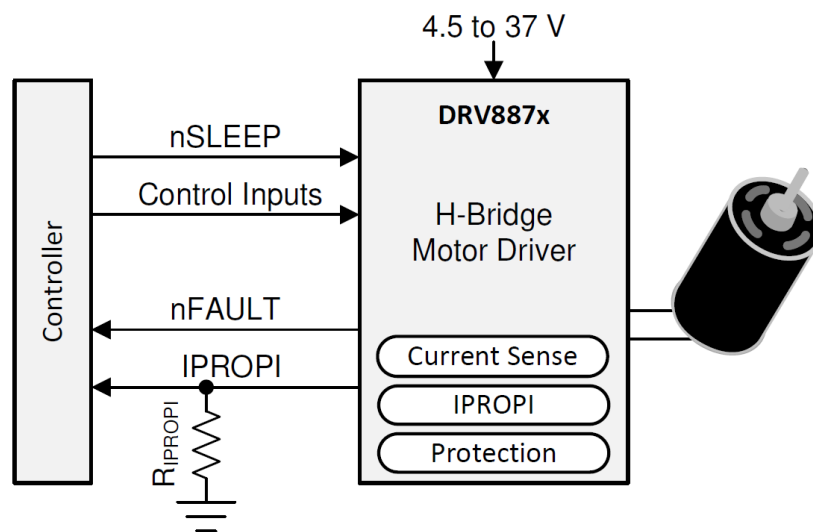 4.5 to 37 V
DRV887x
nSLEEP
Control Inputs
H-Bridge
Motor Driver
Controller
nFAULT
IPROPI
RIPROPI
Current Sense
IPROPI
Protection